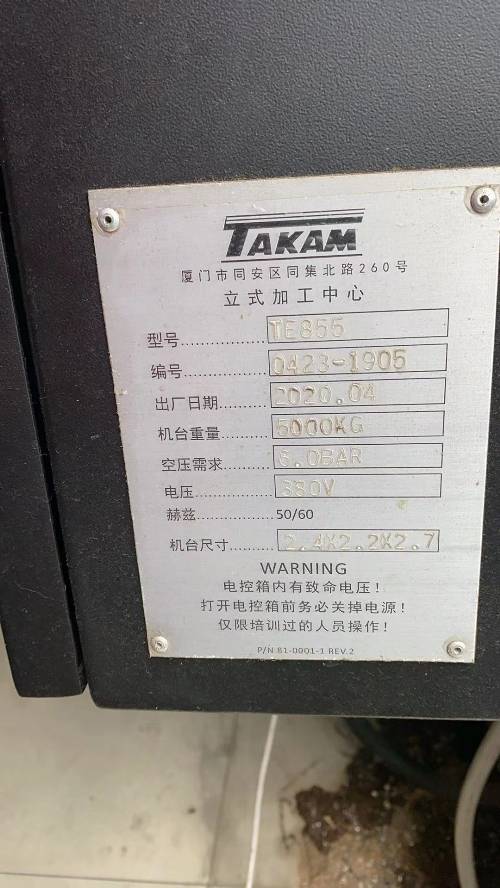 TAKAM
厦门市同安区同集北路260号
立式加工中心
型号................. TE855
编号................. 0423-1905
出厂日期.......... 2020.04
机台重量.......... 5000KG
空压需求.......... 6.0BAR
电压................. 380V
赫兹................. 50/60
机台尺寸.......... 2.4X2.2X2.7
WARNING
电控箱内有致命电压！
打开电控箱前务必关掉电源！
仅限培训过的人员操作！
P/N 81-0001-1 REV.2